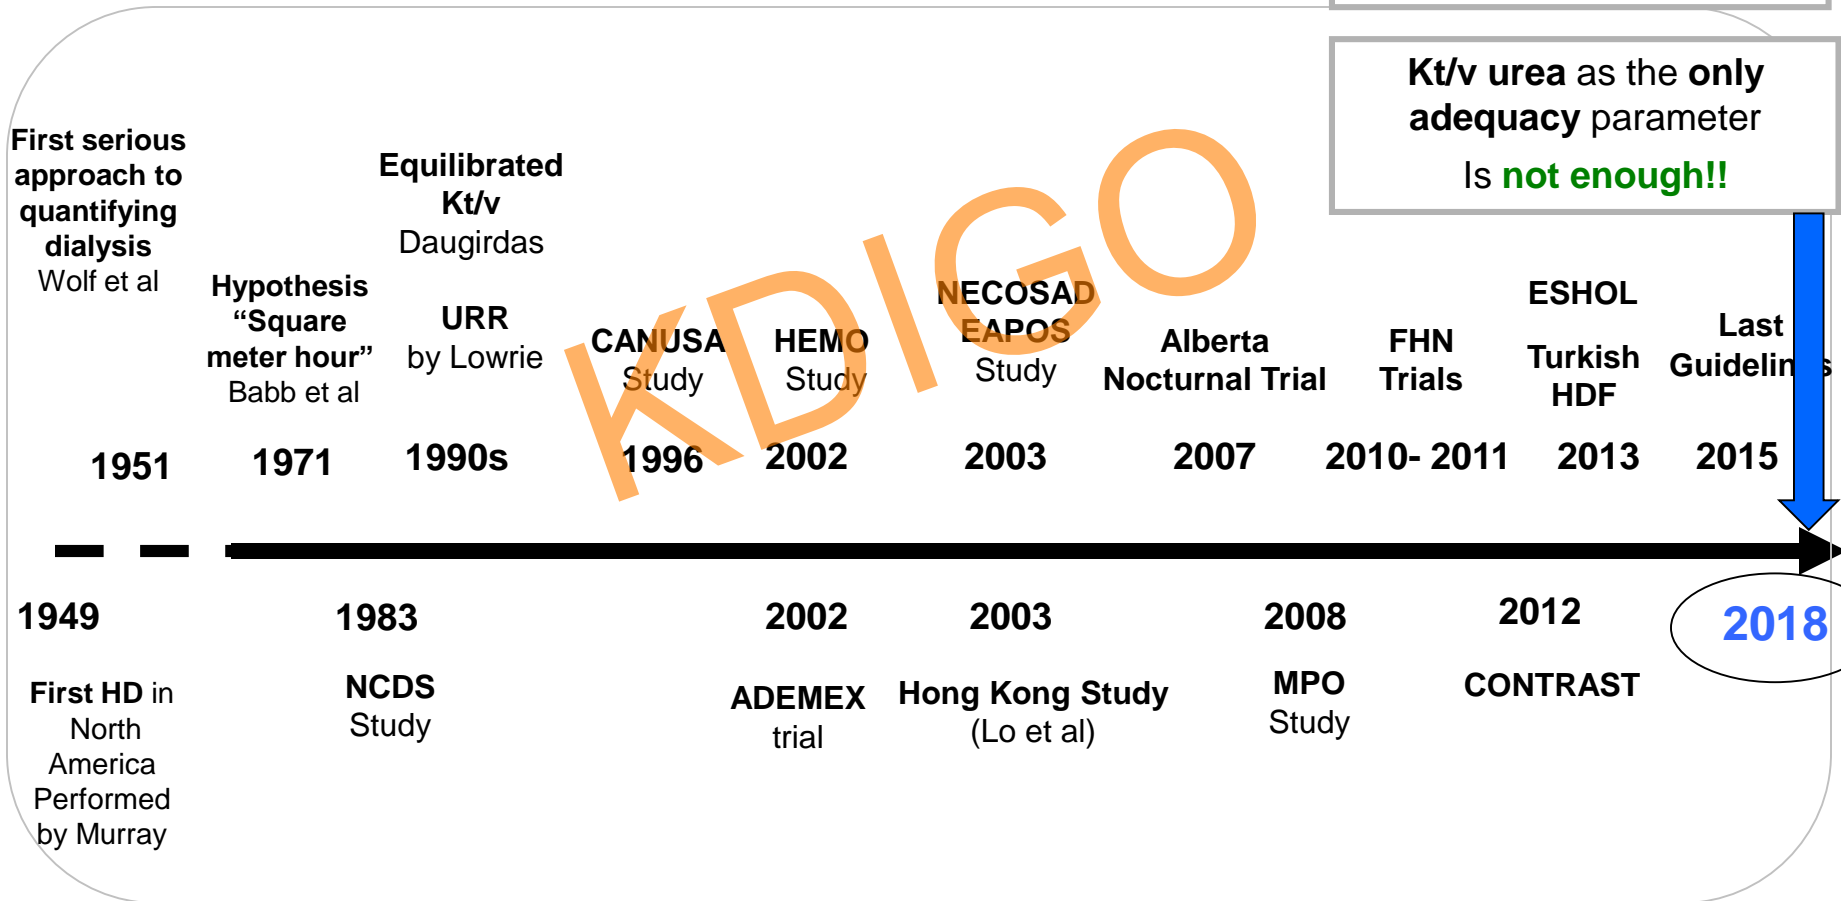 Kt/v urea as the only
adequacy parameter
Is not enough!!
First serious
approach to
quantifying
dialysis
Wolf et al
Hypothesis
“Square
meter hour”
Babb et al
Equilibrated
Kt/v
Daugirdas
URR
by Lowrie
CANUSA
Study
HEMO
Study
NECOSAD
EAPOS
Study
Alberta
Nocturnal Trial
FHN
Trials
ESHOL
Turkish
HDF
Last
Guidelines
KDIGO
1951
1971
1990s
1996
2002
2003
2007
2010- 2011
2013
2015
1949
1983
2002
2003
2008
2012
2018
First HD in
North
America
Performed
by Murray
NCDS
Study
ADEMEX
trial
Hong Kong Study
(Lo et al)
MPO
Study
CONTRAST